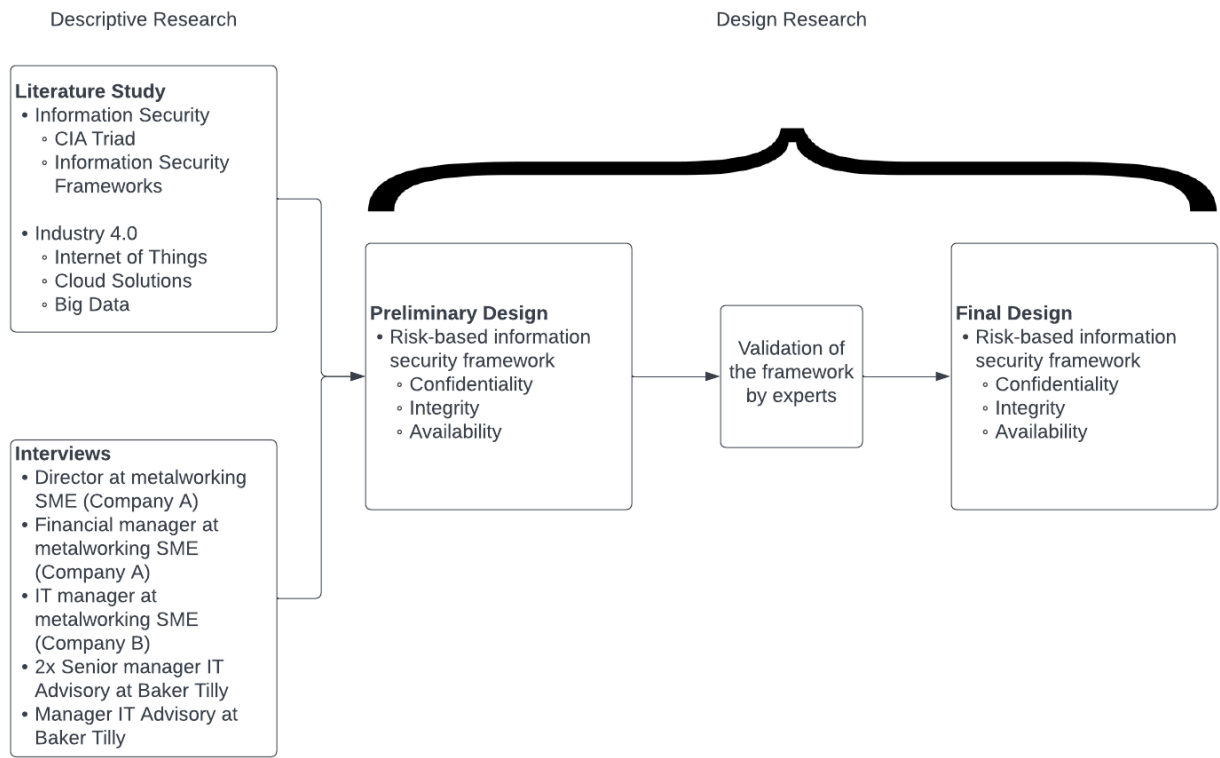 Descriptive Research
Design Research
Literature Study
• Information Security
◦ CIA Triad
◦ Information Security
Frameworks
• Industry 4.0
◦ Internet of Things
◦ Cloud Solutions
◦ Big Data
Interviews
• Director at metalworking
SME (Company A)
• Financial manager at
metalworking SME
(Company A)
• IT manager at
metalworking SME
(Company B)
• 2x Senior manager IT
Advisory at Baker Tilly
• Manager IT Advisory at
Baker Tilly
Preliminary Design
• Risk-based information
security framework
◦ Confidentiality
◦ Integrity
◦ Availability
Validation of
the framework
by experts
Final Design
• Risk-based information
security framework
◦ Confidentiality
◦ Integrity
◦ Availability